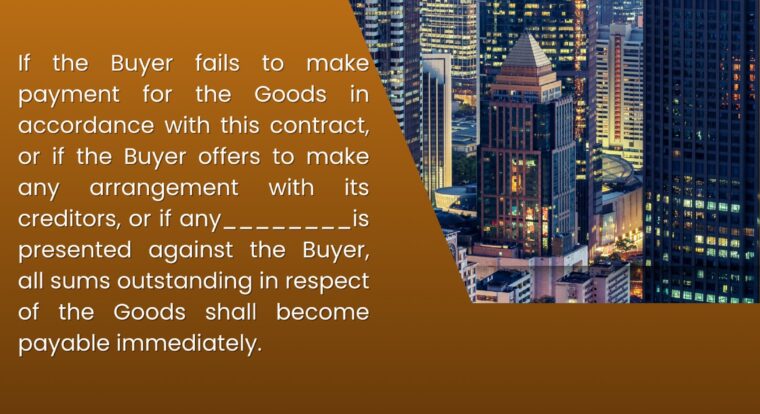 If the Buyer fails to make
payment for the Goods in
accordance with this contract,
or if the Buyer offers to make
any arrangement with its
creditors, or if any________is
presented against the Buyer,
all sums outstanding in respect
of the Goods shall become
payable immediately.